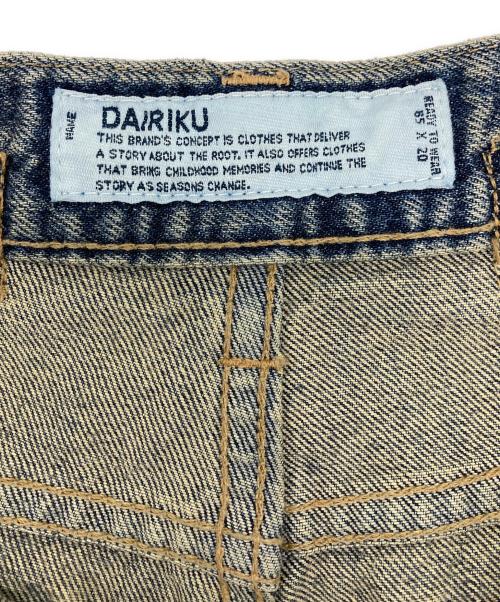 NAME
DAIRIKU
THIS BRAND'S CONCEPT IS CLOTHES THAT DELIVER
A STORY ABOUT THE ROOT. IT ALSO OFFERS CLOTHES
THAT BRING CHILDHOOD MEMORIES AND CONTINUE THE
STORY AS SEASONS CHANGE.
READY TO WEAR
65 X 20